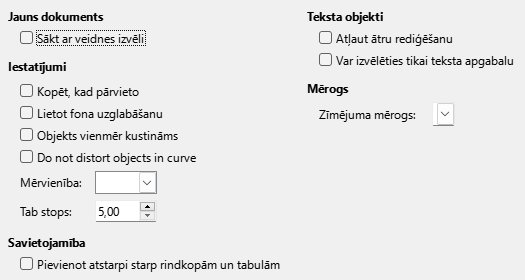 Jauns dokuments
Sākt ar veidnes izvēli
Iestatījumi
Kopēt, kad pārvieto
Lietot fona uzglabāšanu
Objekts vienmēr kustināms
Do not distort objects in curve
Mērvienība:
Tab stops: 5,00
Savietojamība
Pievienot atstarpi starp rindkopām un tabulām
Teksta objekti
Atļaut ātru rediģēšanu
Var izvēlēties tikai teksta apgabalu
Mērogs
Zīmējuma mērogs: